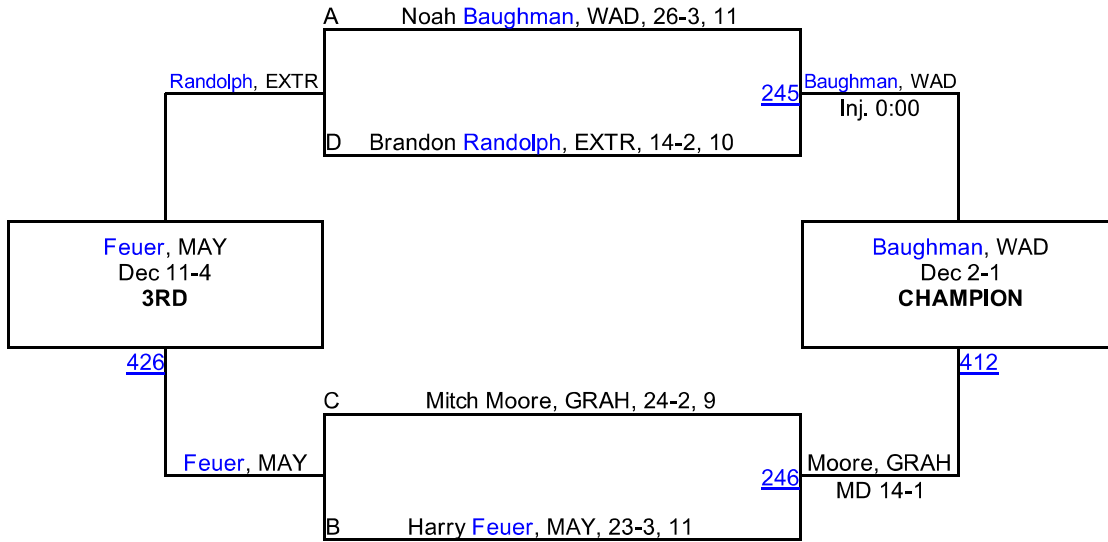 A Noah Baughman, WAD, 26-3, 11
Randolph, EXTR
245
Baughman, WAD
Inj. 0:00
D Brandon Randolph, EXTR, 14-2, 10
Feuer, MAY
Dec 11-4
3RD
Baughman, WAD
Dec 2-1
CHAMPION
426
412
C Mitch Moore, GRAH, 24-2, 9
Feuer, MAY
246
Moore, GRAH
MD 14-1
B Harry Feuer, MAY, 23-3, 11